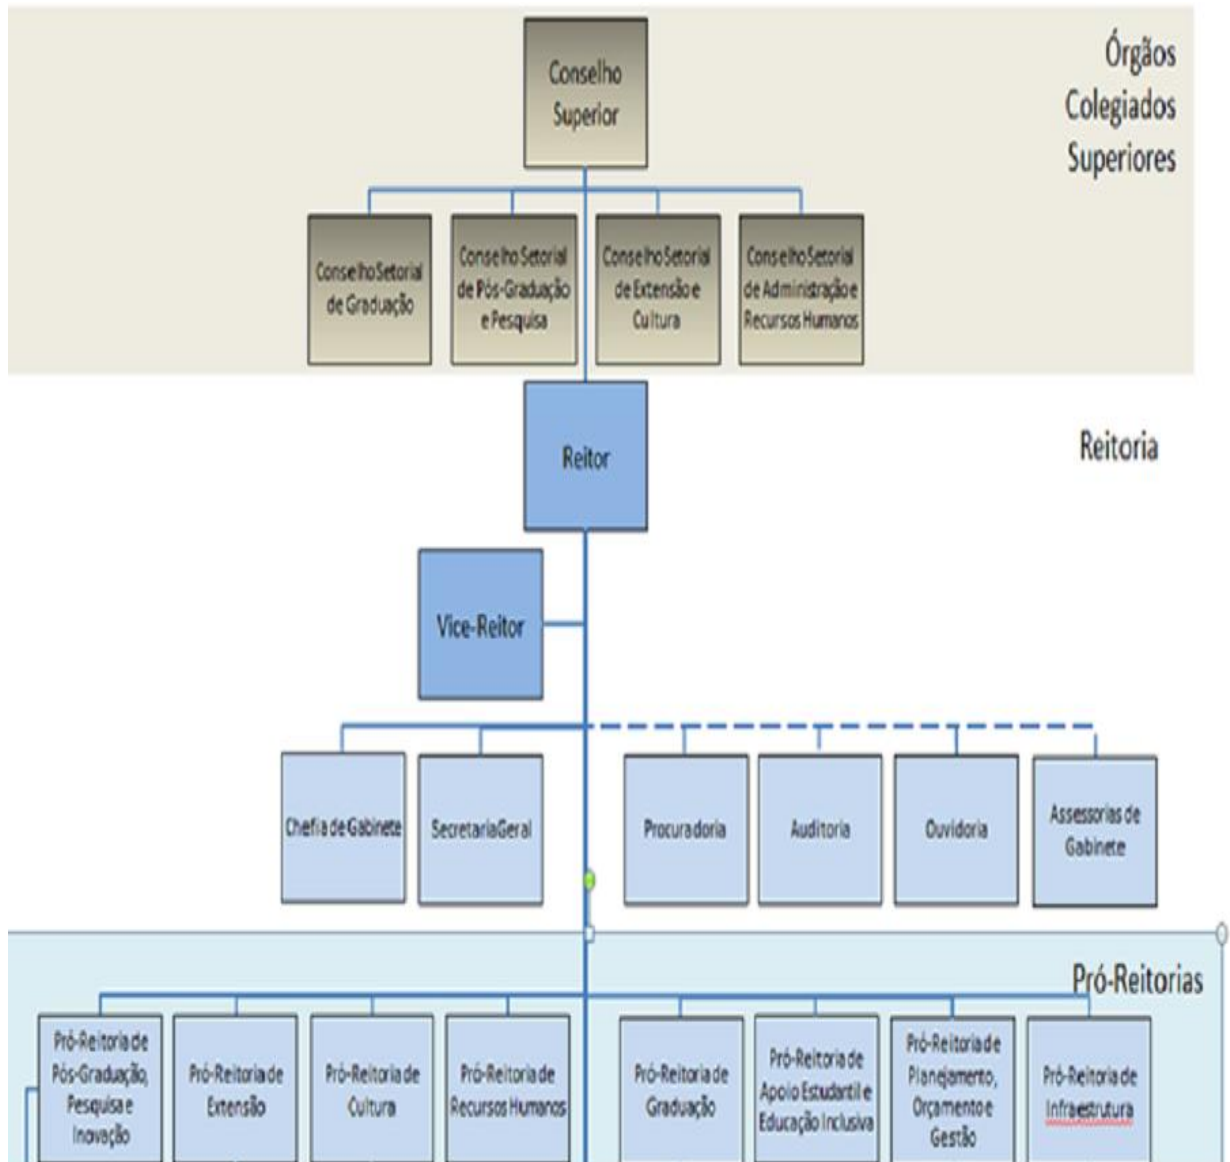 Órgãos
Colegiados
Superiores
Conselho
Superior
Conselho Setorial
de Graduação
Conselho Setorial
de Pós-Graduação
e Pesquisa
Conselho Setorial
de Extensão e
Cultura
Conselho Setorial
de Administração e
Recursos Humanos
Reitor
Reitoria
Vice-Reitor
Chefia de Gabinete
Secretaria Geral
Procuradoria
Auditoria
Ouvidoria
Assessorias de
Gabinete
Pró-Reitorias
Pró-Reitoria de
Pós-Graduação,
Pesquisa e
Inovação
Pró-Reitoria de
Extensão
Pró-Reitoria de
Cultura
Pró-Reitoria de
Recursos Humanos
Pró-Reitoria de
Graduação
Pró-Reitoria de
Apoio Estudantil e
Educação Inclusiva
Pró-Reitoria de
Planejamento,
Orçamento e
Gestão
Pró-Reitoria de
Infraestrutura